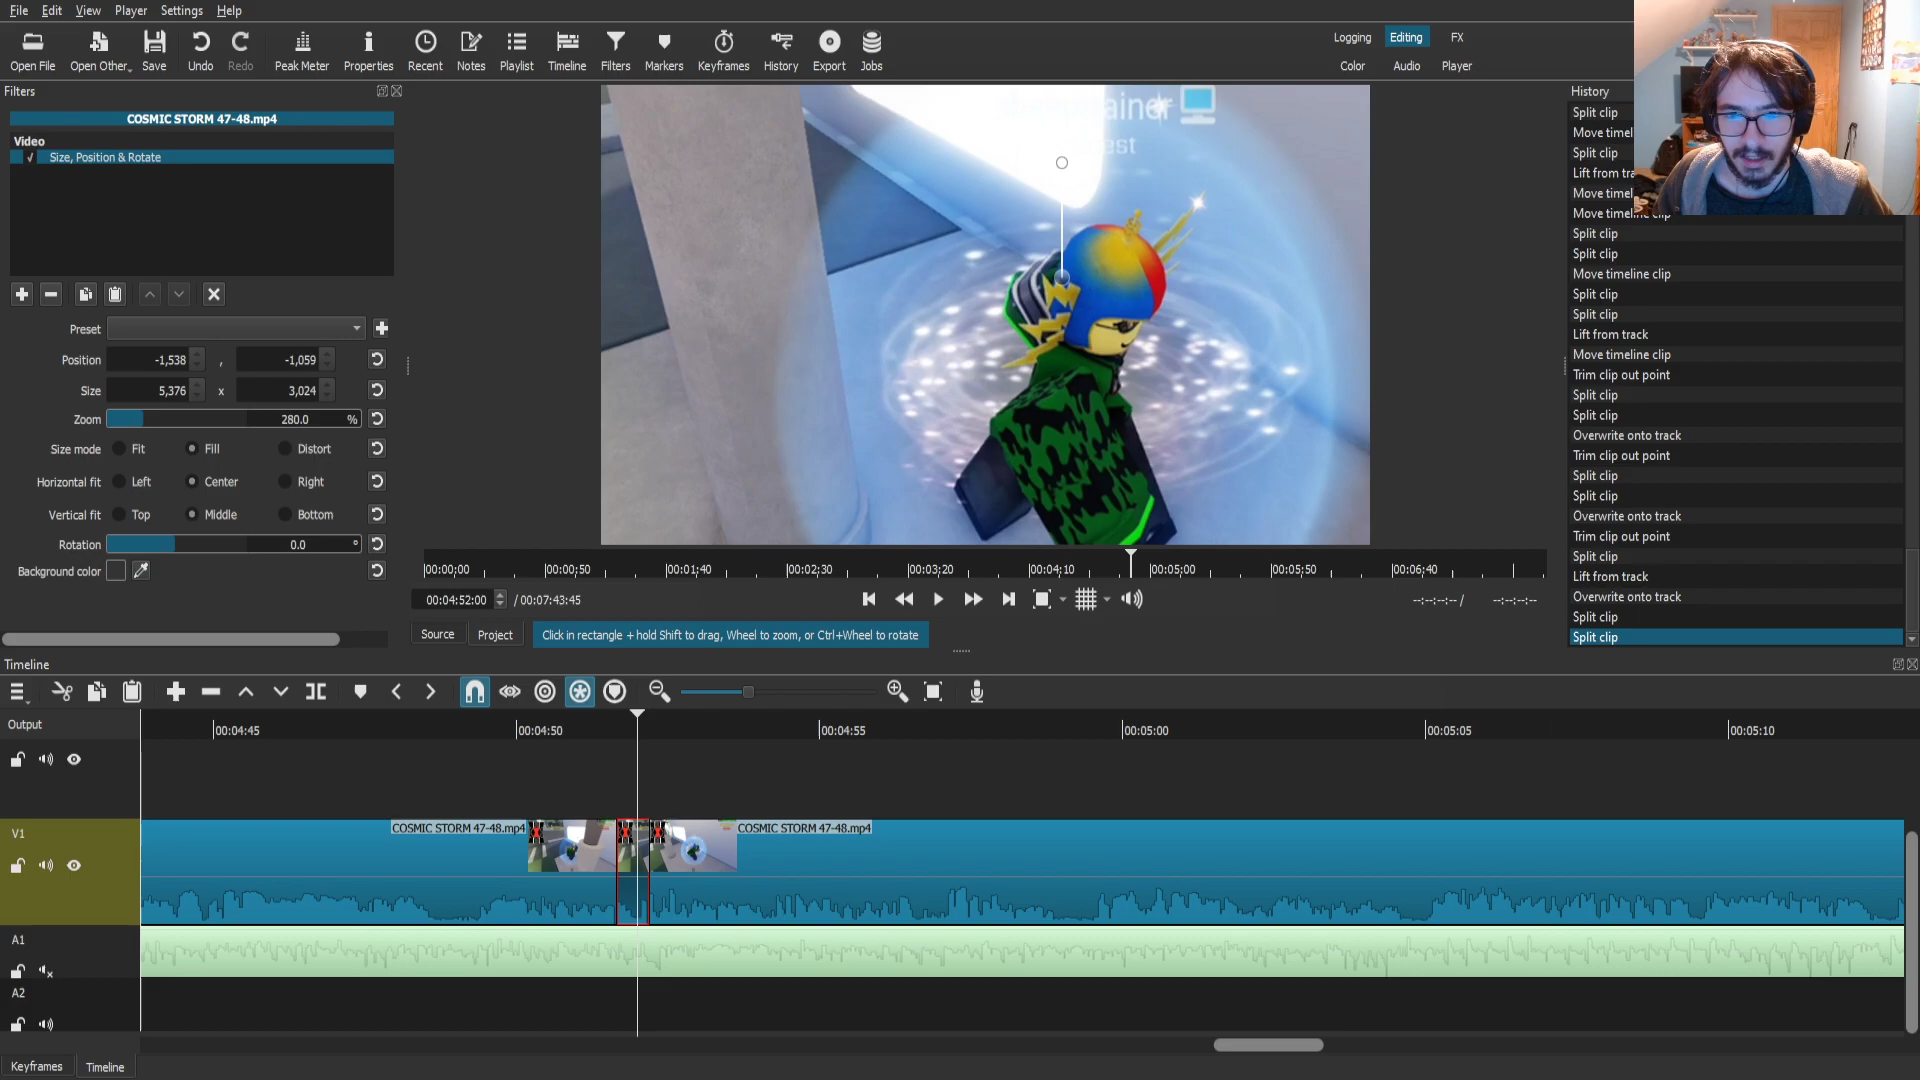 File Edit View Player Settings Help
Open File Open Other... Save Undo Redo Peak Meter Properties Recent Notes Playlist Timeline Filters Markers Keyframes History Export Jobs
Logging Editing FX
Color Audio Player
Filters
COSMIC STORM 47-48.mp4
Video
✓ Size, Position & Rotate
Preset
Position -1,538 , -1,059
Size 5,376 x 3,024
Zoom 280.0 %
Size mode Fit Fill Distort
Horizontal fit Left Center Right
Vertical fit Top Middle Bottom
Rotation 0.0 °
Background color
00:00:00 00:00:50 00:01:40 00:02:30 00:03:20 00:04:10 00:05:00 00:05:50 00:06:40
00:04:52:00 / 00:07:43:45
--:--:--:-- / --:--:--:--
Source Project Click in rectangle + hold Shift to drag, Wheel to zoom, or Ctrl+Wheel to rotate
History
Split clip
Move timel
Split clip
Lift from tra
Move timel
Move timeline clip
Split clip
Split clip
Move timeline clip
Split clip
Split clip
Lift from track
Move timeline clip
Trim clip out point
Split clip
Split clip
Overwrite onto track
Trim clip out point
Split clip
Split clip
Overwrite onto track
Trim clip out point
Split clip
Lift from track
Overwrite onto track
Split clip
Split clip
Timeline
Output
00:04:45 00:04:50 00:04:55 00:05:00 00:05:05 00:05:10
V1
COSMIC STORM 47-48.mp4 COSMIC STORM 47-48.mp4
A1
A2
Keyframes Timeline